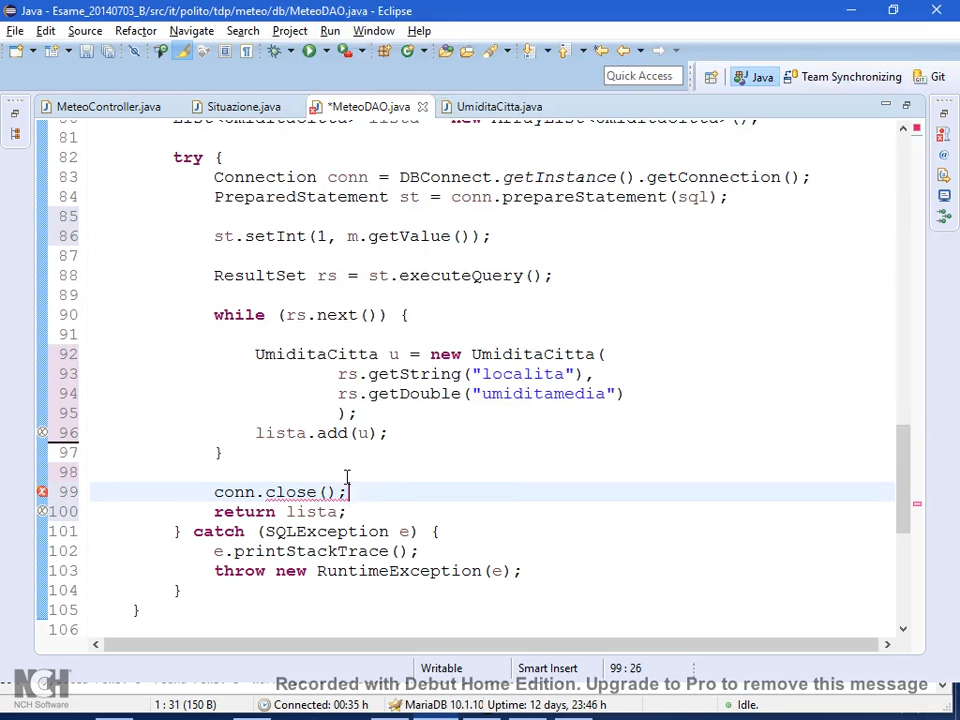 Java - Esame_20140703_B/src/it/polito/tdp/meteo/db/MeteoDAO.java - Eclipse
File Edit Source Refactor Navigate Search Project Run Window Help
Quick Access Java Team Synchronizing Git
MeteoController.java Situazione.java *MeteoDAO.java UmiditaCitta.java
List<UmiditaCitta> lista = new ArrayList<UmiditaCitta>();
81
82 try {
83 Connection conn = DBConnect.getInstance().getConnection();
84 PreparedStatement st = conn.prepareStatement(sql);
85
86 st.setInt(1, m.getValue());
87
88 ResultSet rs = st.executeQuery();
89
90 while (rs.next()) {
91
92 UmiditaCitta u = new UmiditaCitta(
93 rs.getString("localita"),
94 rs.getDouble("umiditamedia")
95 );
96 lista.add(u);
97 }
98
99 conn.close();
100 return lista;
101 } catch (SQLException e) {
102 e.printStackTrace();
103 throw new RuntimeException(e);
104 }
105 }
106
Writable Smart Insert 99 : 26
NCH Recorded with Debut Home Edition. Upgrade to Pro to remove this message
NCH Software 1 : 31 (150 B) Connected: 00:35 h MariaDB 10.1.10 Uptime: 12 days, 23:46 h Idle.